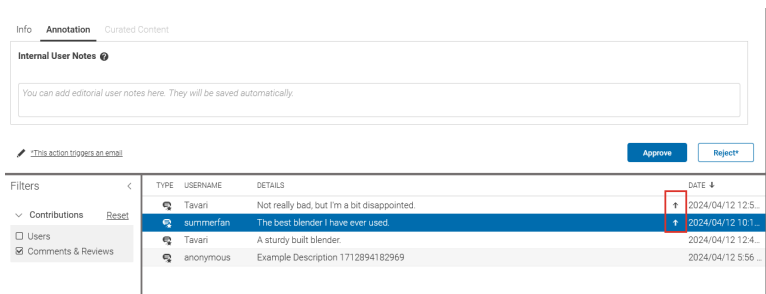 Info Annotation Curated Content
Internal User Notes
You can add editorial user notes here. They will be saved automatically.
*This action triggers an email
Approve Reject*
Filters
Contributions Reset
Users
Comments & Reviews
TYPE USERNAME DETAILS DATE
Tavari Not really bad, but I'm a bit disappointed. 2024/04/12 12:5...
summerfan The best blender I have ever used. 2024/04/12 10:1...
Tavari A sturdy built blender. 2024/04/12 12:4...
anonymous Example Description 1712894182969 2024/04/12 5:56 ...